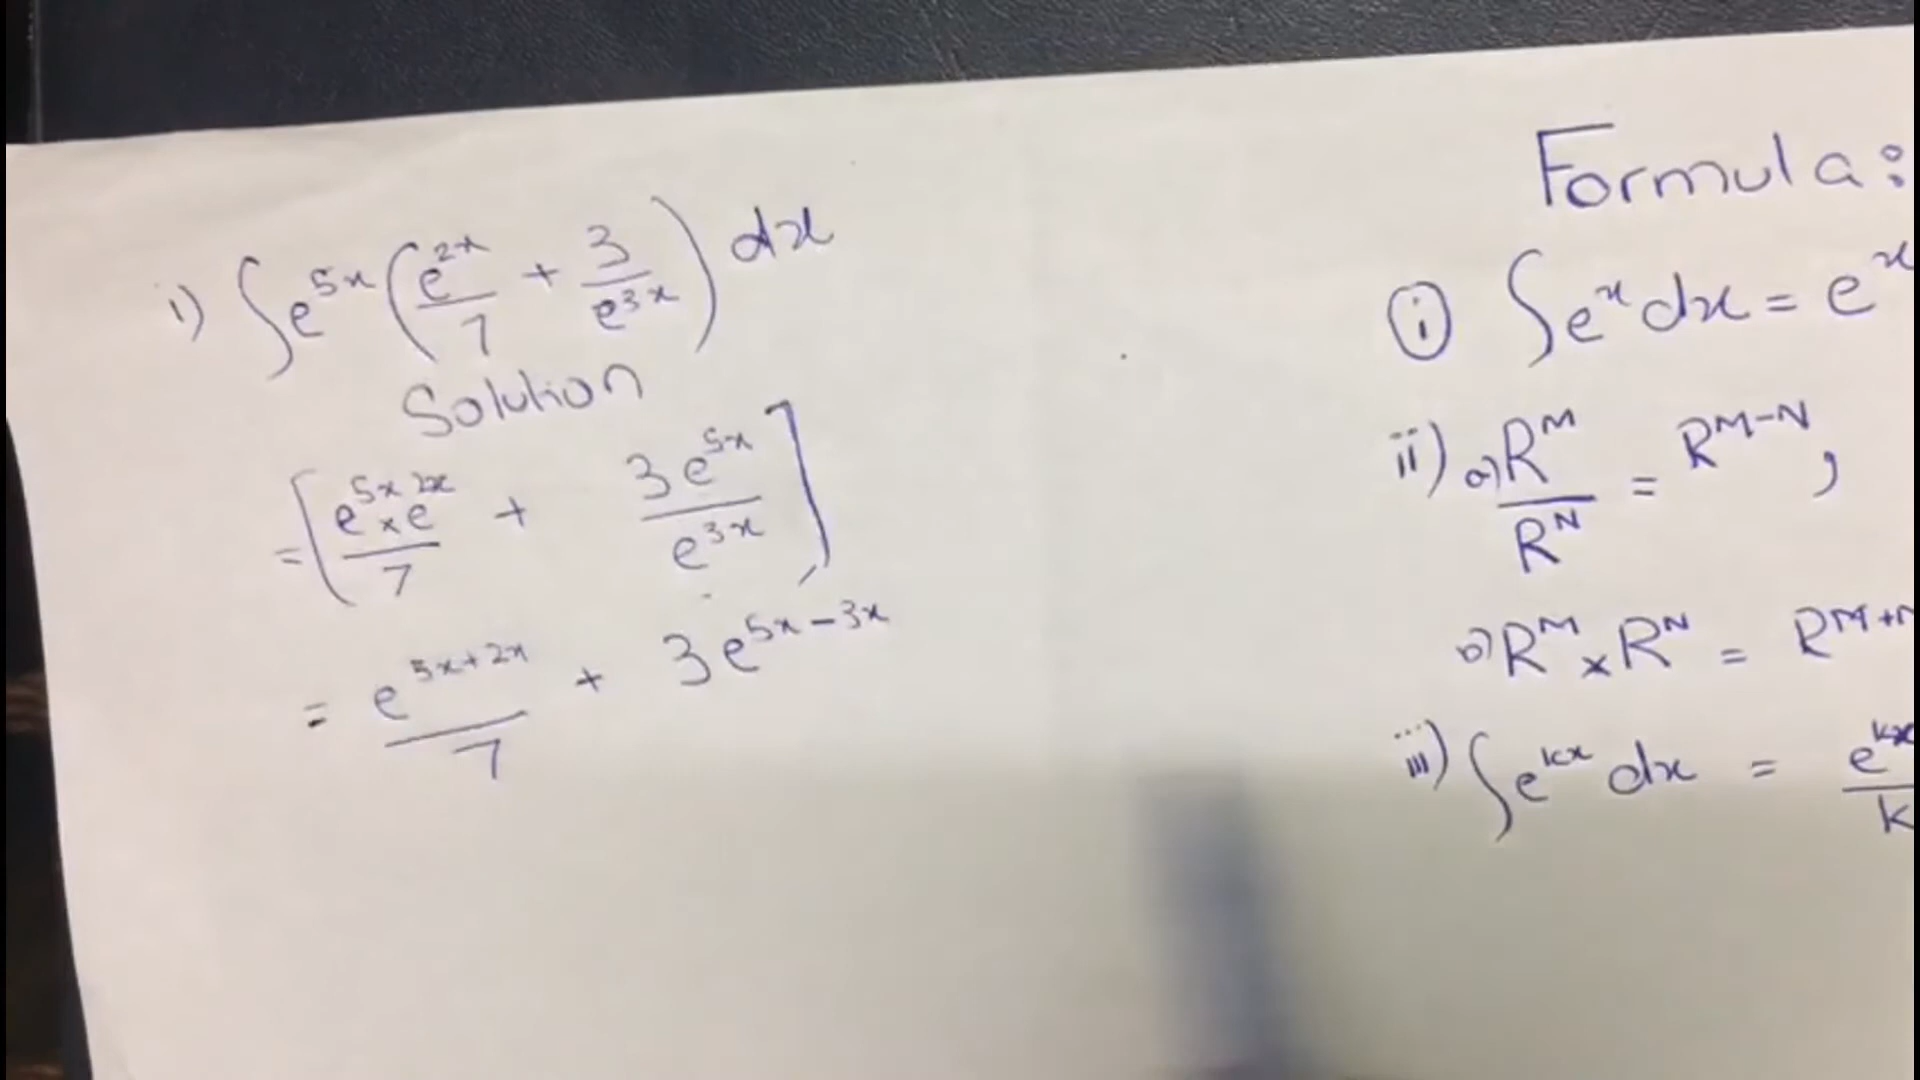 i) ∫e^{5x}(e^{2x}/7 + 3/e^{3x}) dx
Solution
= [e^{5x} × e^{2x}/7 + 3e^{5x}/e^{3x}]
= e^{5x+2x}/7 + 3e^{5x-3x}
Formula:
(i) ∫e^x dx = e^x
ii) a) R^M/R^N = R^{M-N},
b) R^M × R^N = R^{M+N
iii) ∫e^{kx} dx = e^{kx}/k